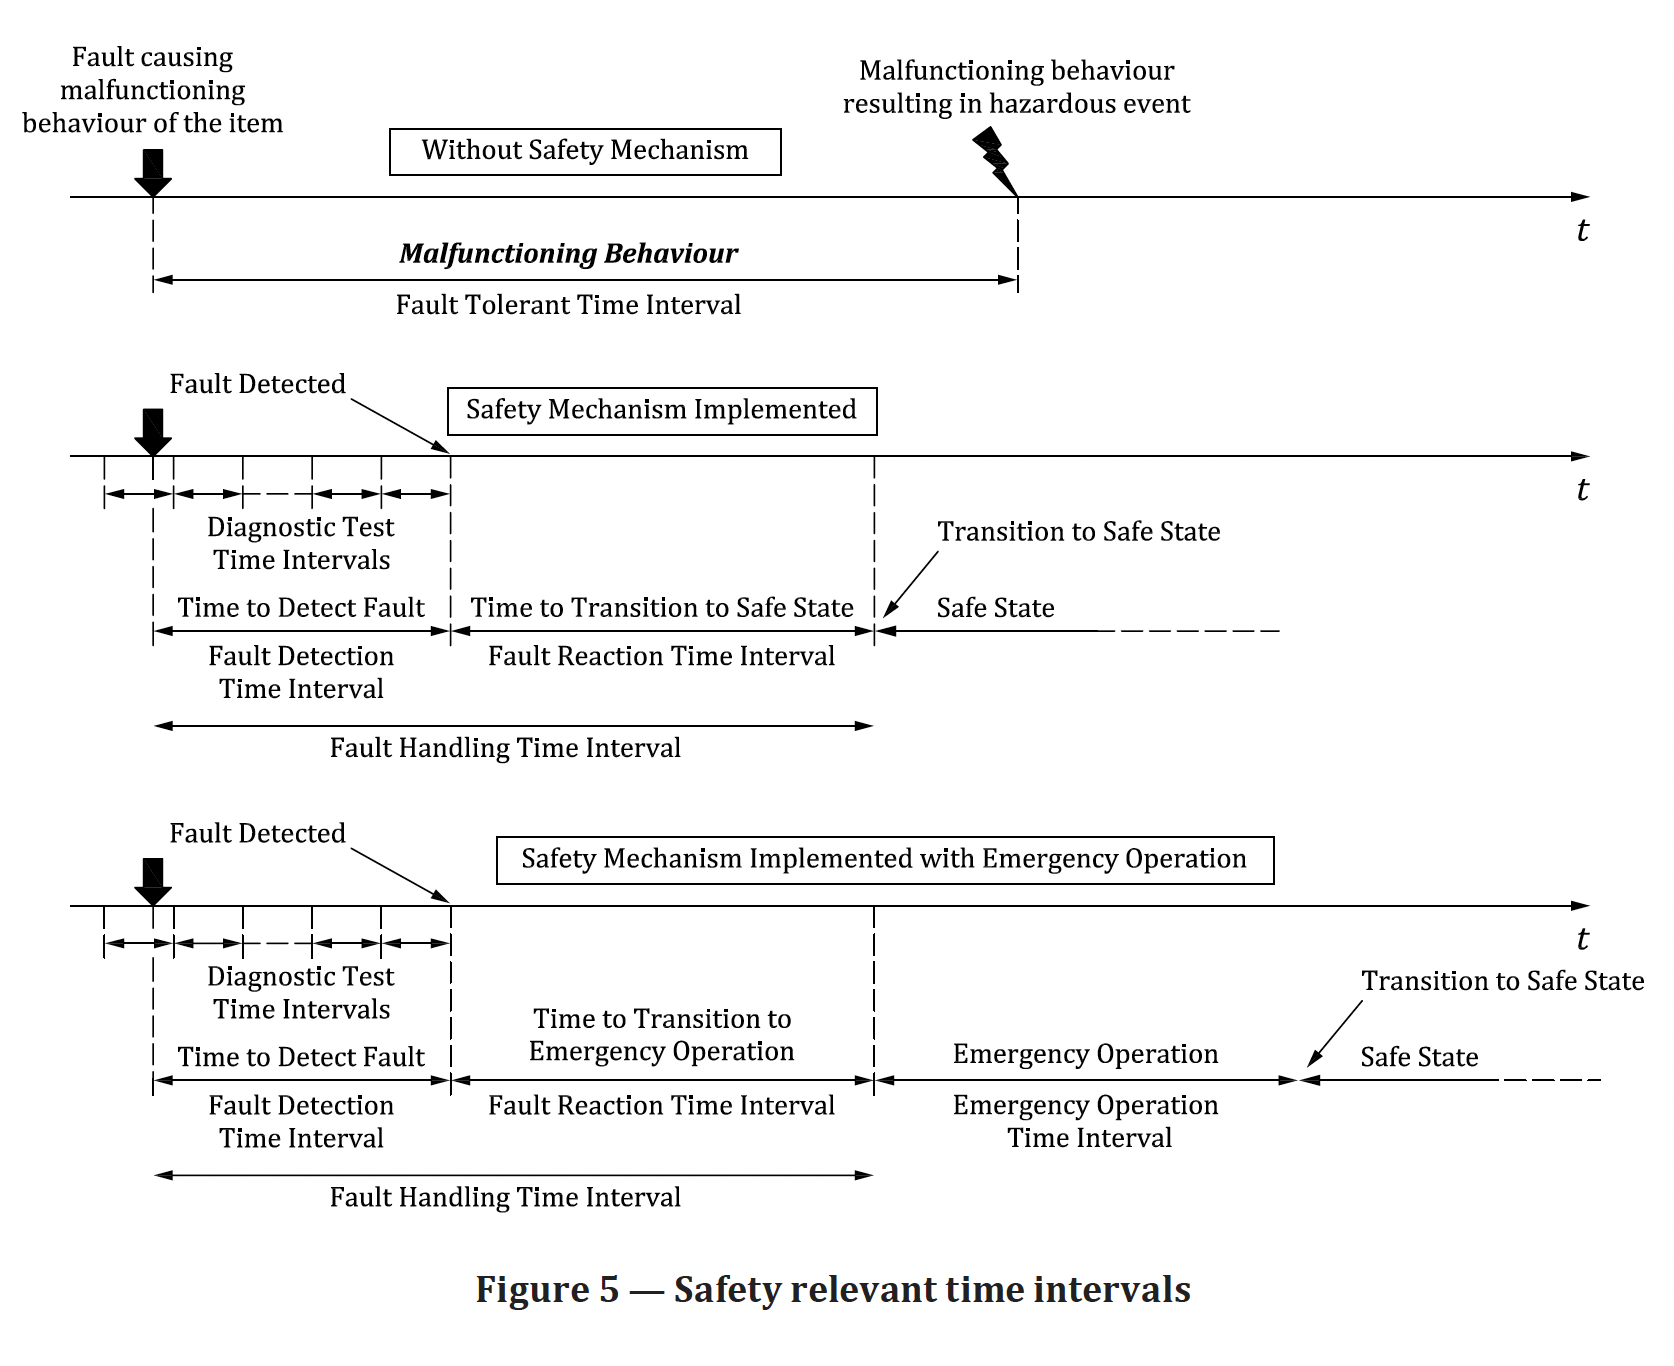 Fault causing
malfunctioning
behaviour of the item
Malfunctioning behaviour
resulting in hazardous event
Without Safety Mechanism
t
Malfunctioning Behaviour
Fault Tolerant Time Interval
Fault Detected
Safety Mechanism Implemented
t
Diagnostic Test
Time Intervals
Transition to Safe State
Time to Detect Fault
Time to Transition to Safe State
Safe State
Fault Detection
Time Interval
Fault Reaction Time Interval
Fault Handling Time Interval
Fault Detected
Safety Mechanism Implemented with Emergency Operation
t
Diagnostic Test
Time Intervals
Transition to Safe State
Time to Transition to
Emergency Operation
Time to Detect Fault
Emergency Operation
Safe State
Fault Detection
Time Interval
Fault Reaction Time Interval
Emergency Operation
Time Interval
Fault Handling Time Interval
Figure 5 — Safety relevant time intervals